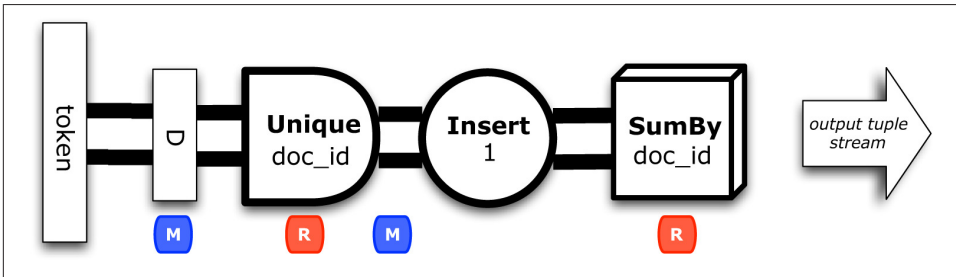 token
D
Unique
doc_id
Insert
1
SumBy
doc_id
output tuple
stream
M
R
M
R